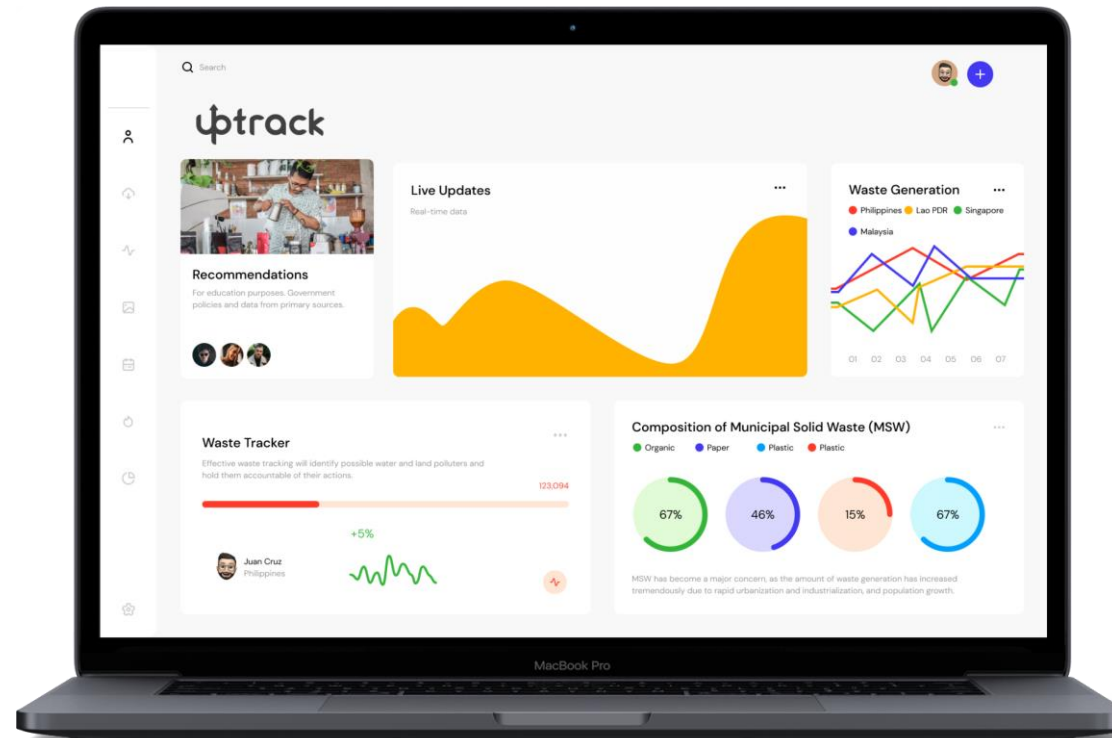 Search
uptrack
Recommendations
For education purposes. Government
policies and data from primary sources.
Live Updates
Real-time data
Waste Generation
Philippines Lao PDR Singapore
Malaysia
01 02 03 04 05 06 07
Waste Tracker
Effective waste tracking will identify possible water and land polluters and
hold them accountable of their actions.
123,094
+5%
Juan Cruz
Philippines
Composition of Municipal Solid Waste (MSW)
Organic Paper Plastic Plastic
67% 46% 15% 67%
MSW has become a major concern, as the amount of waste generation has increased
tremendously due to rapid urbanization and industrialization, and population growth.
MacBook Pro